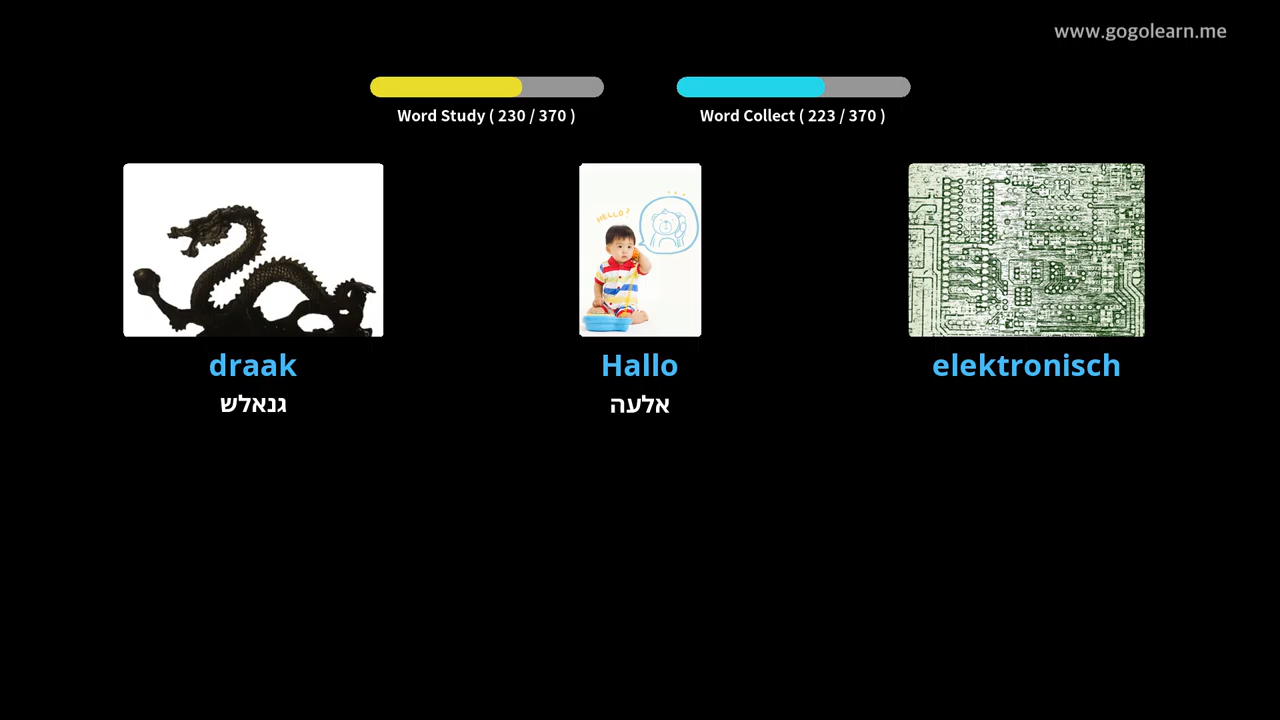 www.gogolearn.me
Word Study ( 230 / 370 )
Word Collect ( 223 / 370 )
HELLO?
draak
Hallo
elektronisch
גנאלש
אלעה